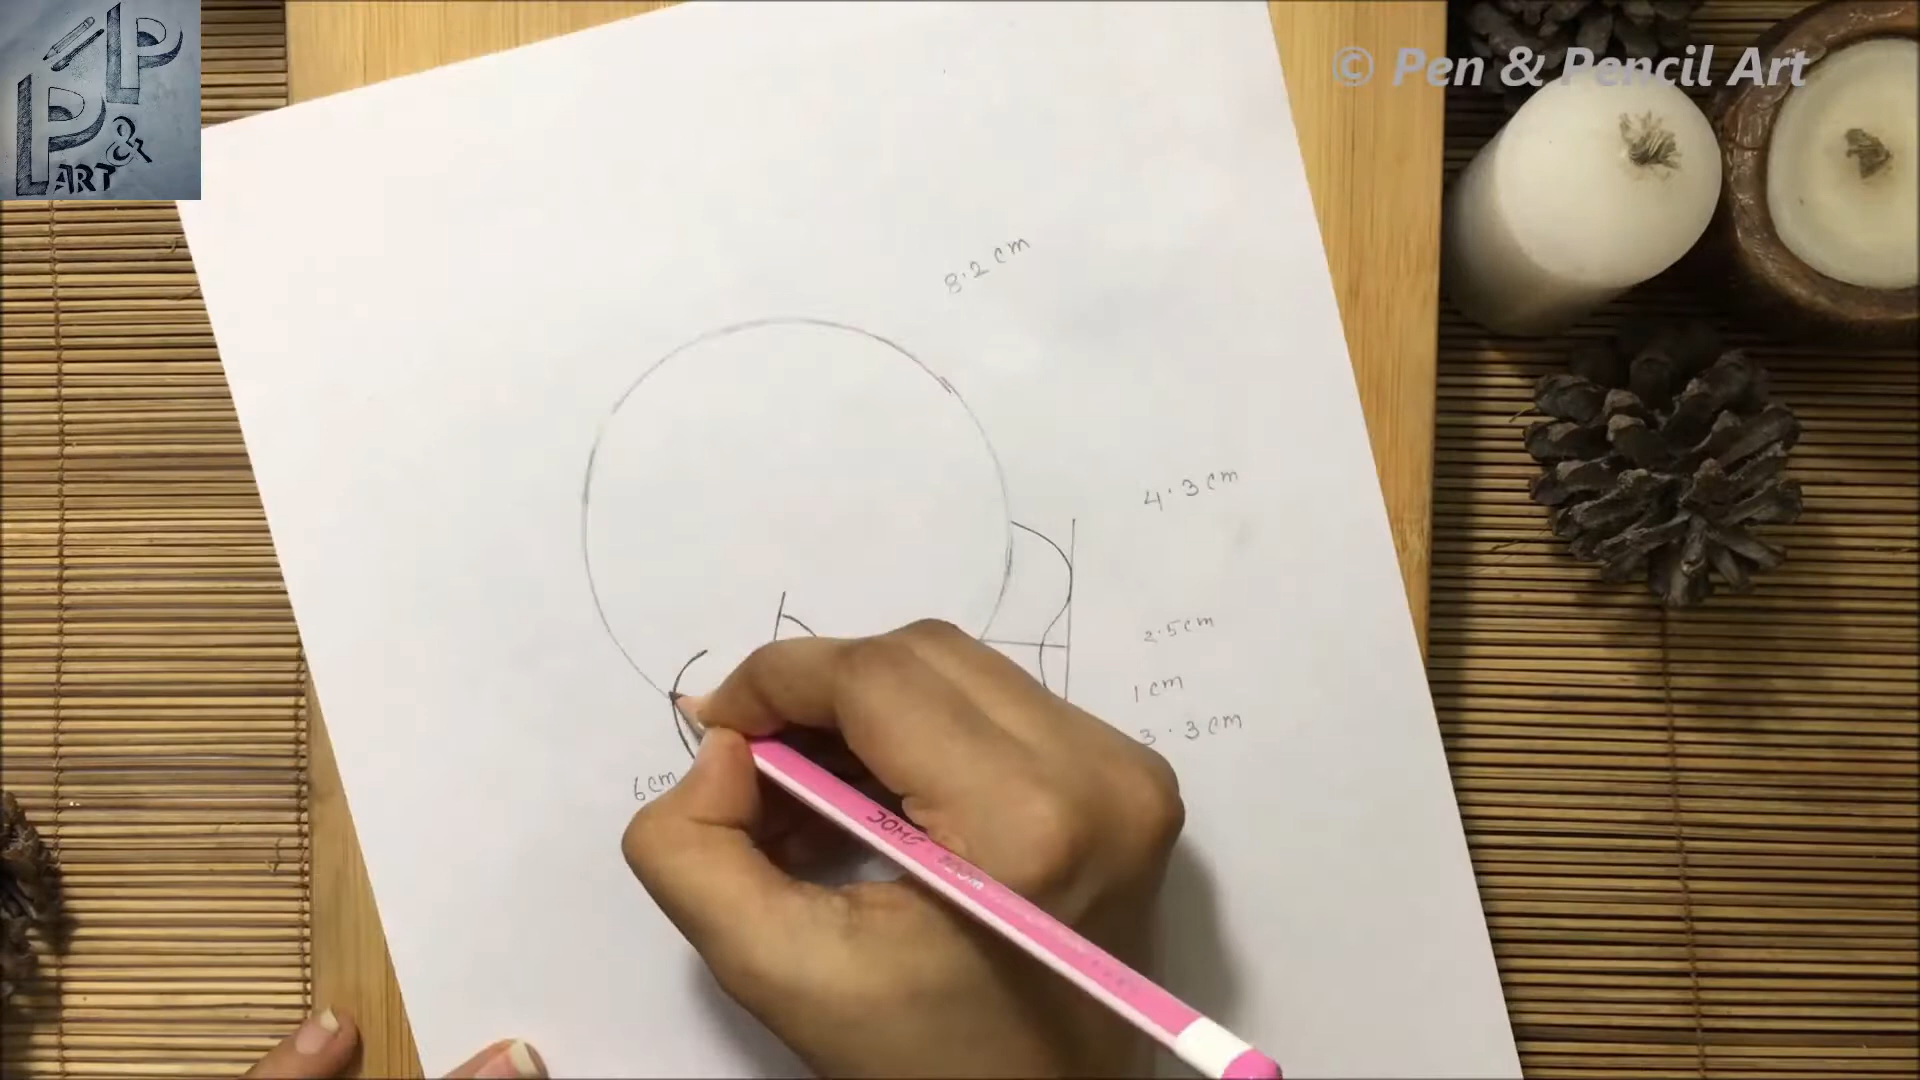 P
P &
ART
© Pen & Pencil Art
8.2 cm
4.3 cm
2.5 cm
1 cm
3.3 cm
6 cm